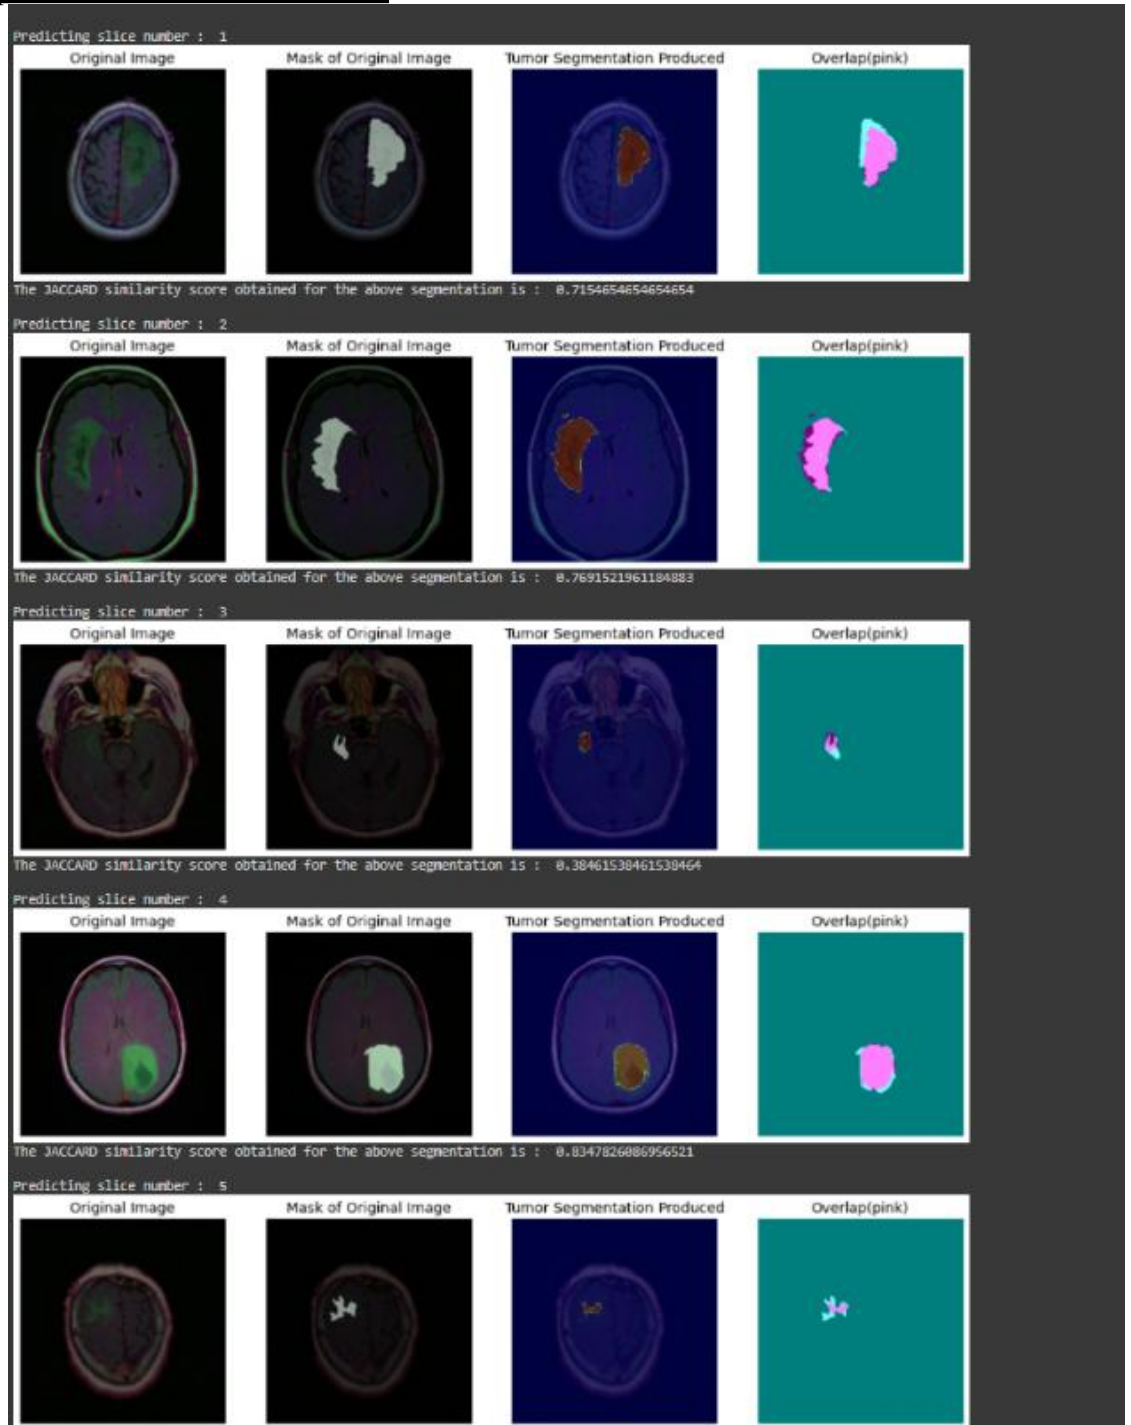 Predicting slice number : 1
Original Image Mask of Original Image Tumor Segmentation Produced Overlap(pink)
The JACCARD similarity score obtained for the above segmentation is : 0.7154654654654654
Predicting slice number : 2
Original Image Mask of Original Image Tumor Segmentation Produced Overlap(pink)
The JACCARD similarity score obtained for the above segmentation is : 0.7691521961184883
Predicting slice number : 3
Original Image Mask of Original Image Tumor Segmentation Produced Overlap(pink)
The JACCARD similarity score obtained for the above segmentation is : 0.38461538461538464
Predicting slice number : 4
Original Image Mask of Original Image Tumor Segmentation Produced Overlap(pink)
The JACCARD similarity score obtained for the above segmentation is : 0.8347826086956521
Predicting slice number : 5
Original Image Mask of Original Image Tumor Segmentation Produced Overlap(pink)